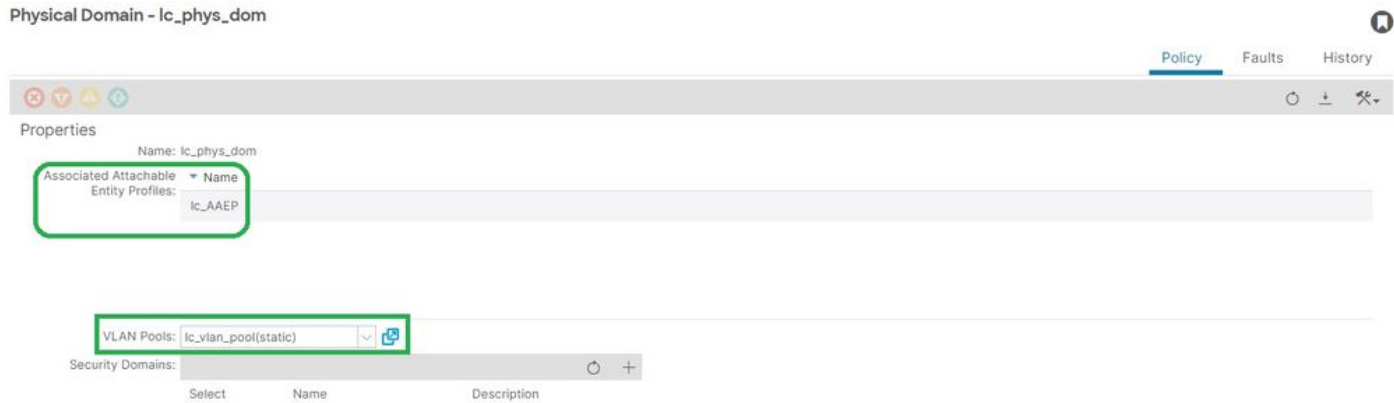 Physical Domain - lc_phys_dom
Policy Faults History
Properties
Name: lc_phys_dom
Associated Attachable Entity Profiles:
Name
lc_AAEP
VLAN Pools: lc_vlan_pool(static)
Security Domains:
Select Name Description